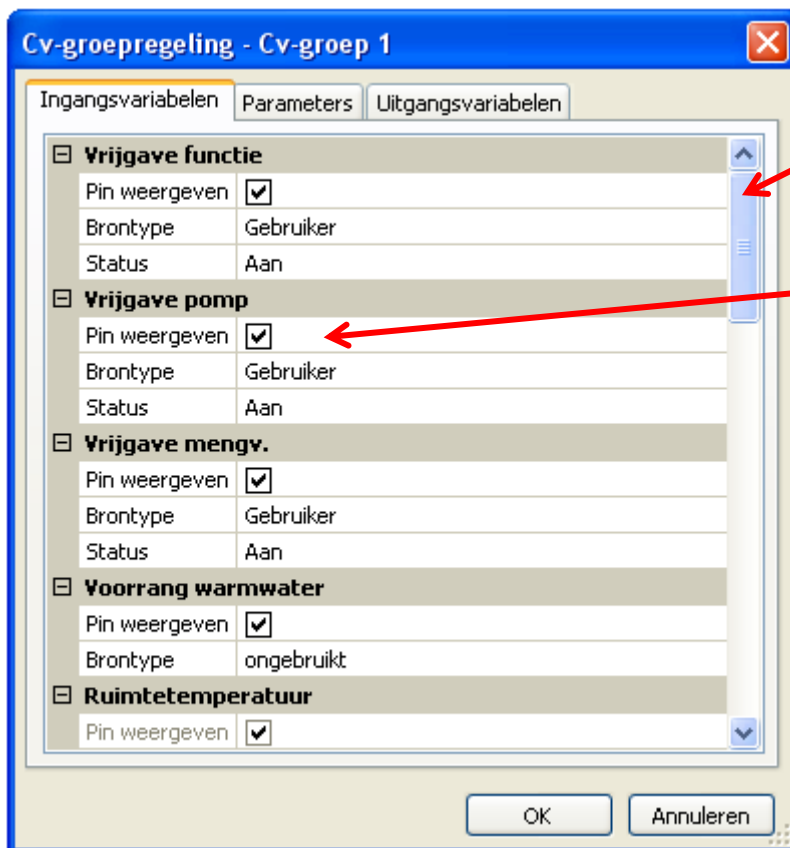 Cv-groepregeling - Cv-groep 1
Ingangsvariabelen Parameters Uitgangsvariabelen
Vrijgave functie
Pin weergeven
Brontype Gebruiker
Status Aan
Vrijgave pomp
Pin weergeven
Brontype Gebruiker
Status Aan
Vrijgave mengv.
Pin weergeven
Brontype Gebruiker
Status Aan
Voorrang warmwater
Pin weergeven
Brontype ongebruikt
Ruimtetemperatuur
Pin weergeven
OK Annuleren